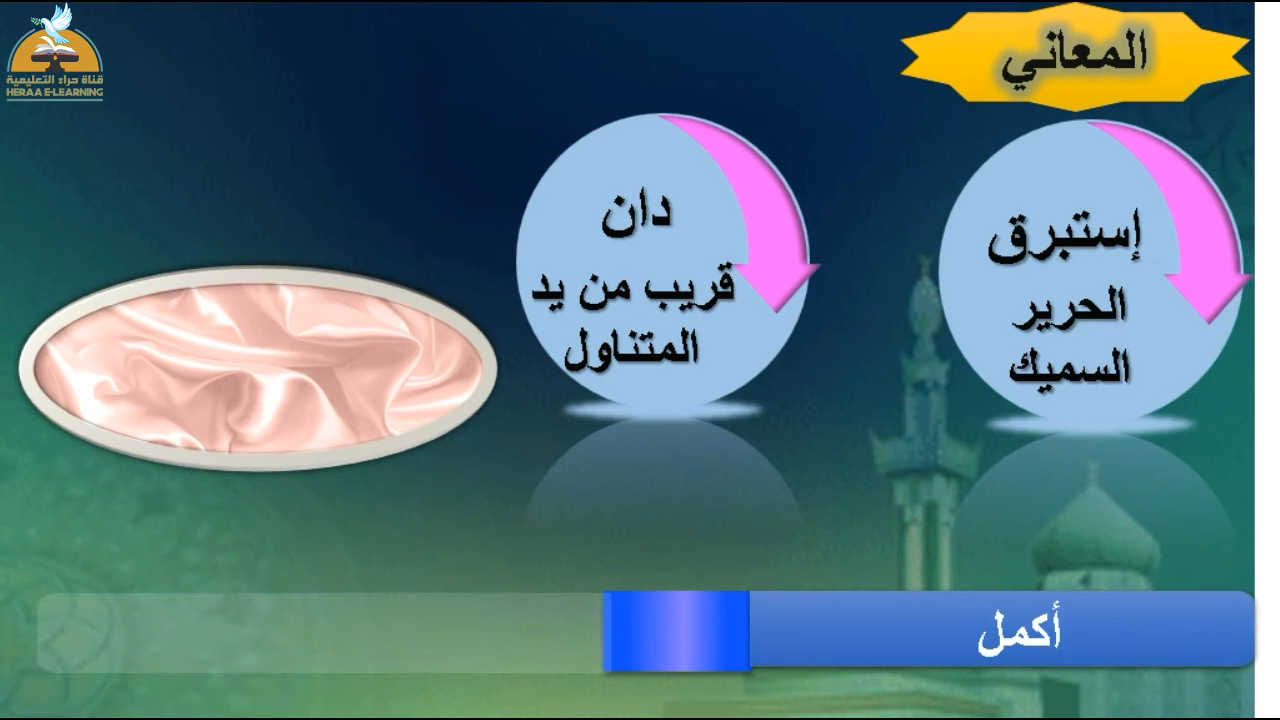 المعاني
قناة حراء التعليمية
HERAA E-LEARNING
إستبرق
الحرير
السميك
دان
قريب من يد
المتناول
أكمل